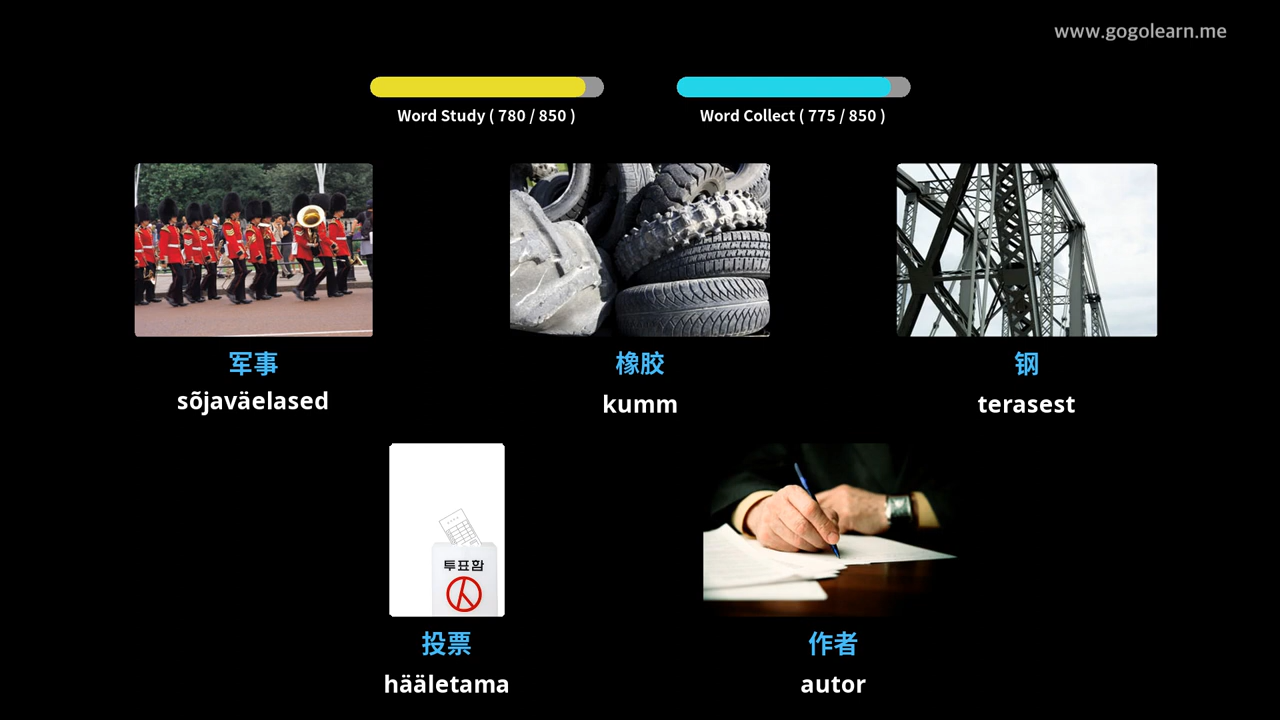 www.gogolearn.me
Word Study ( 780 / 850 )
Word Collect ( 775 / 850 )
军事
sõjaväelased
橡胶
kumm
钢
terasest
투표함
投票
hääletama
作者
autor